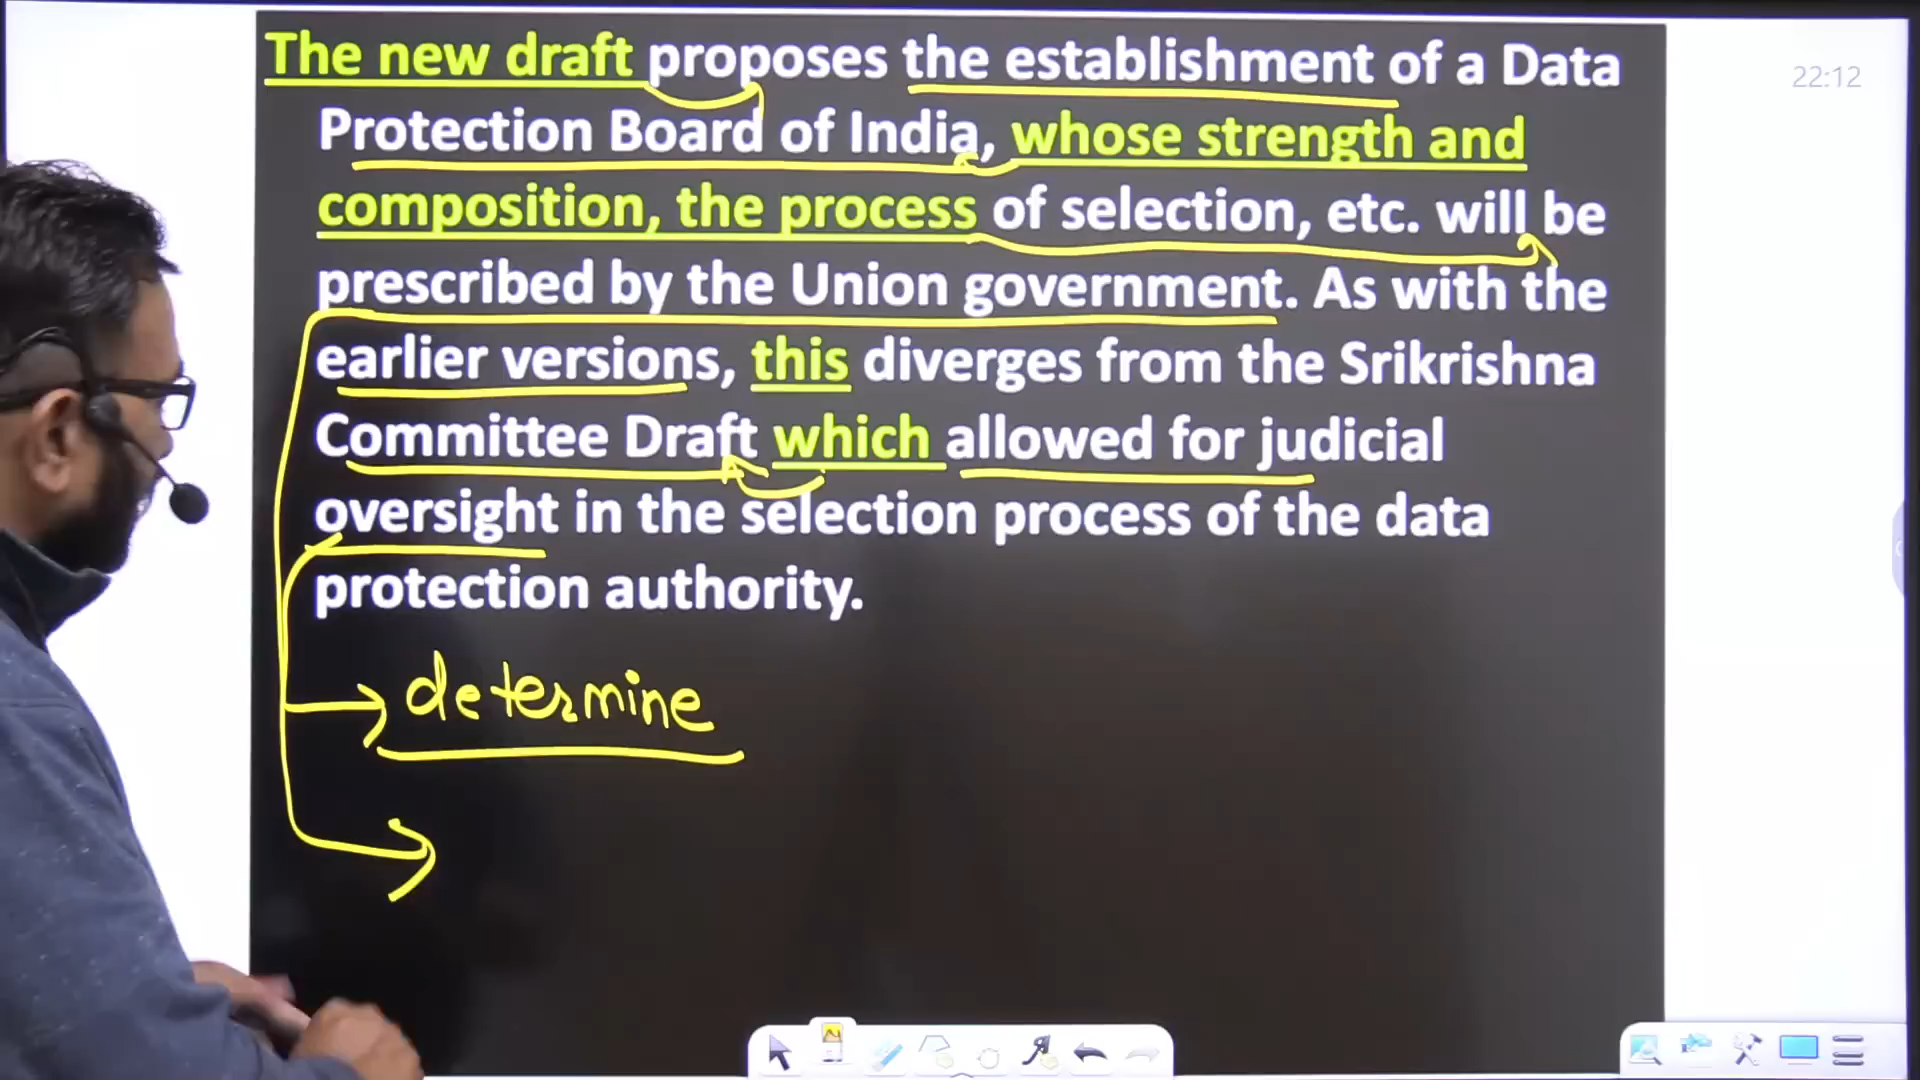 The new draft proposes the establishment of a Data
22:12
Protection Board of India, whose strength and
composition, the process of selection, etc. will be
prescribed by the Union government. As with the
earlier versions, this diverges from the Srikrishna
Committee Draft which allowed for judicial
oversight in the selection process of the data
protection authority.
determine